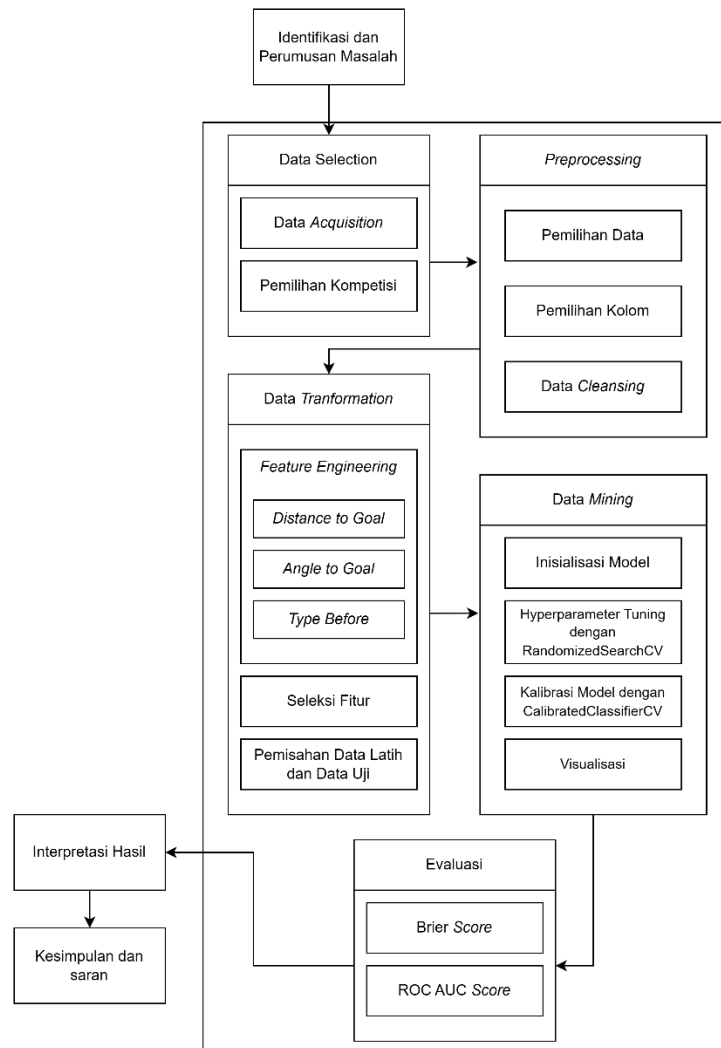 Identifikasi dan
Perumusan Masalah
Data Selection
Data Acquisition
Pemilihan Kompetisi
Preprocessing
Pemilihan Data
Pemilihan Kolom
Data Cleansing
Data Tranformation
Feature Engineering
Distance to Goal
Angle to Goal
Type Before
Seleksi Fitur
Pemisahan Data Latih
dan Data Uji
Data Mining
Inisialisasi Model
Hyperparameter Tuning
dengan
RandomizedSearchCV
Kalibrasi Model dengan
CalibratedClassifierCV
Visualisasi
Evaluasi
Brier Score
ROC AUC Score
Interpretasi Hasil
Kesimpulan dan
saran